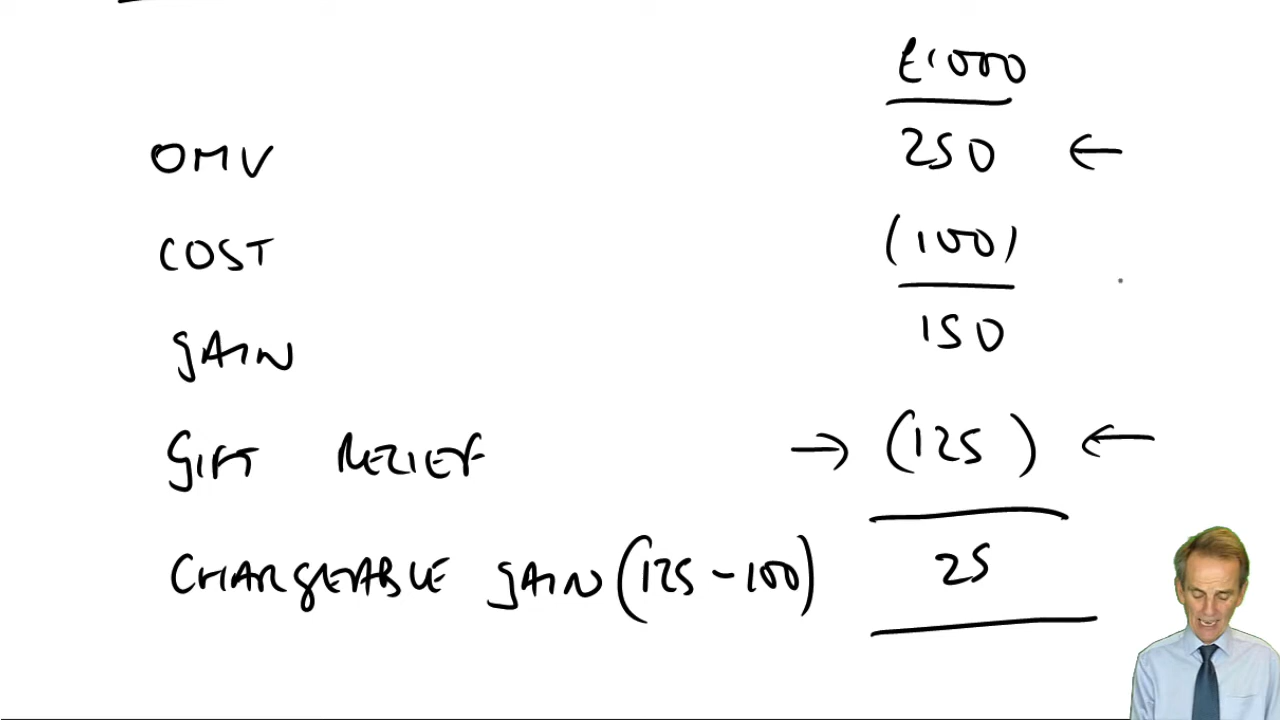 £'000
OMV 250 ←
COST (100)
GAIN 150
GIFT RELIEF → (125) ←
CHARGEABLE GAIN (125 - 100) 25